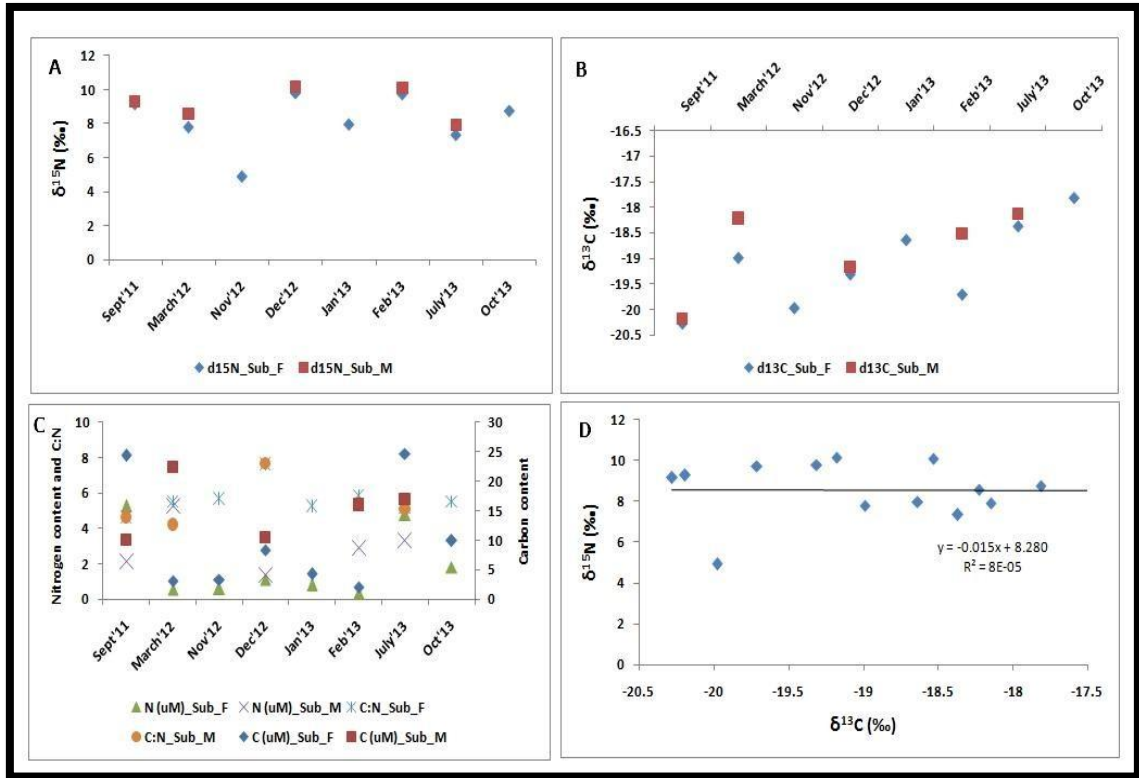 A
12
10
8
6
4
2
0
δ15N (‰)
Sept'11 March'12 Nov'12 Dec'12 Jan'13 Feb'13 July'13 Oct'13
d15N_Sub_F d15N_Sub_M
B
Sept'11 March'12 Nov'12 Dec'12 Jan'13 Feb'13 July'13 Oct'13
-16.5
-17
-17.5
-18
-18.5
-19
-19.5
-20
-20.5
δ13C (‰)
d13C_Sub_F d13C_Sub_M
C
10 30
8 25
6 20
4 15
2 10
0 5
0
Nitrogen content and C:N
Carbon content
Sept'11 March'12 Nov'12 Dec'12 Jan'13 Feb'13 July'13 Oct'13
N (uM)_Sub_F N (uM)_Sub_M C:N_Sub_F
C:N_Sub_M C (uM)_Sub_F C (uM)_Sub_M
D
12
10
8
6
4
2
0
δ15N (‰)
y = -0.015x + 8.280
R² = 8E-05
-20.5 -20 -19.5 -19 -18.5 -18 -17.5
δ13C (‰)